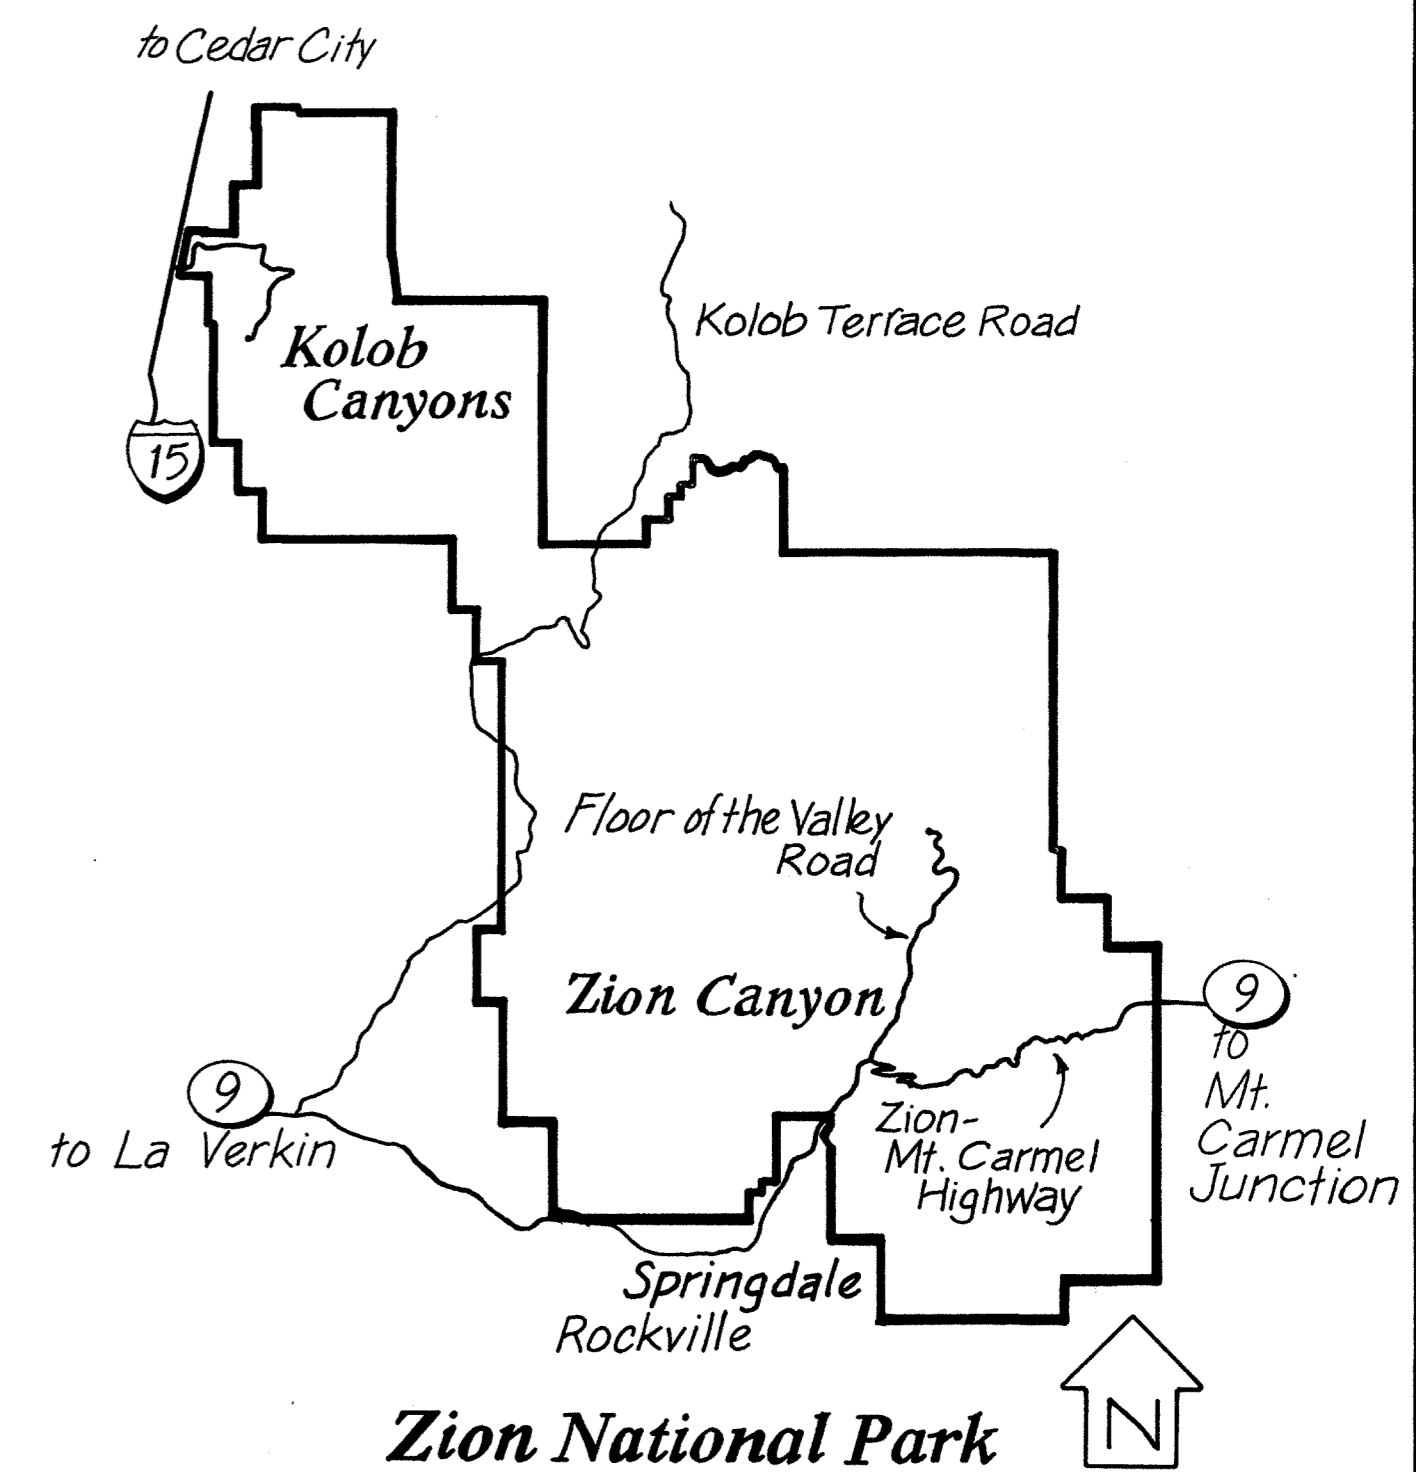 to Cedar City
Kolob Terrace Road
Kolob
Canyons
15
Floor of the Valley
Road
Zion Canyon
9
to
Mt.
Carmel
Junction
9
to La Verkin
Zion-
Mt. Carmel
Highway
Springdale
Rockville
N
Zion National Park